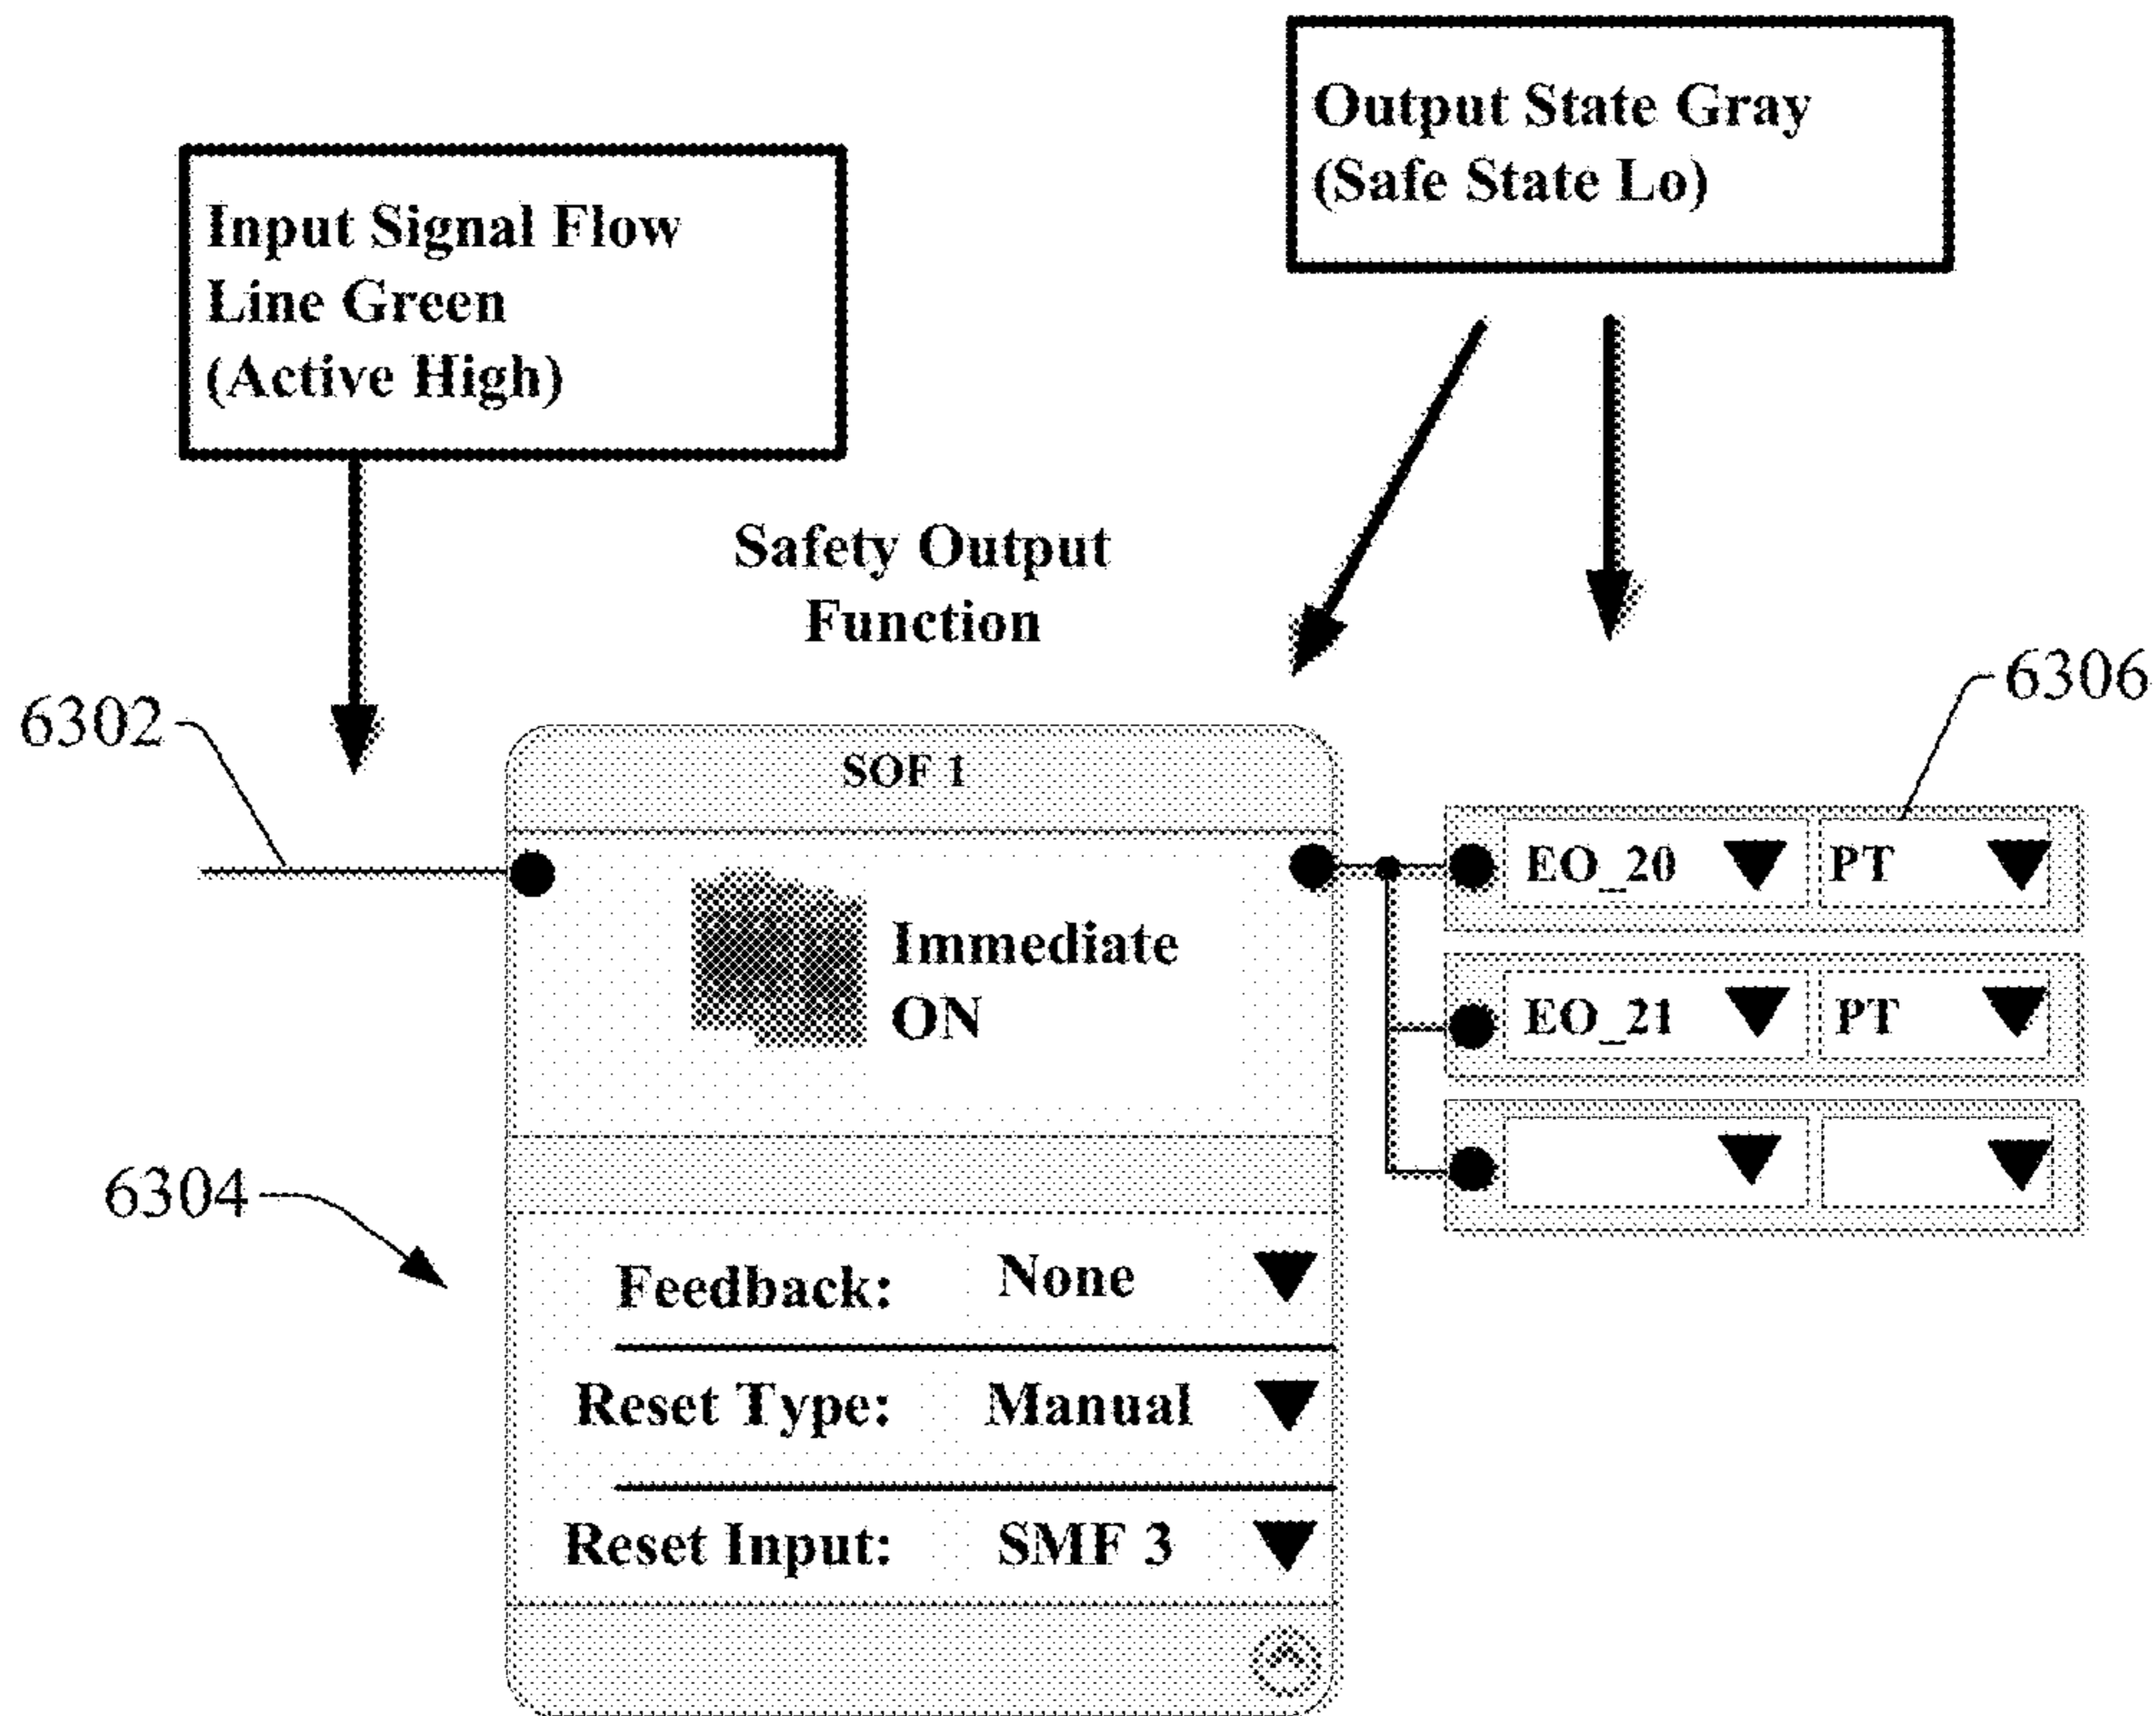 Output State Gray
(Safe State Lo)
Input Signal Flow
Line Green
(Active High)
Safety Output
Function
6302
6306
SOF 1
EO_20 PT
Immediate
ON
EO_21 PT
6304
Feedback: None
Reset Type: Manual
Reset Input: SMF 3